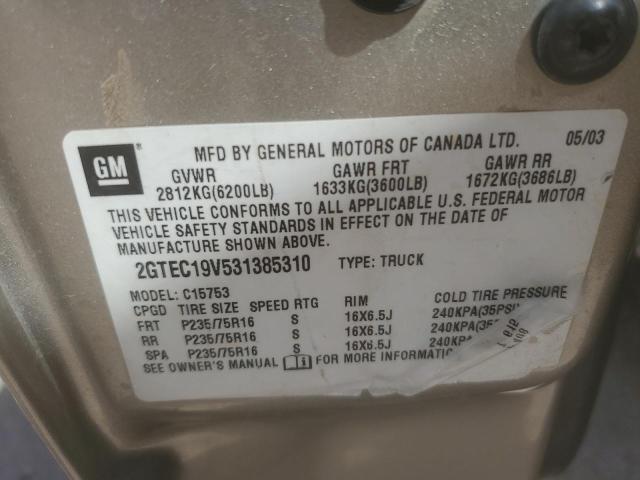 GM
MFD BY GENERAL MOTORS OF CANADA LTD. 05/03
GVWR GAWR FRT GAWR RR
2812KG(6200LB) 1633KG(3600LB) 1672KG(3686LB)
THIS VEHICLE CONFORMS TO ALL APPLICABLE U.S. FEDERAL MOTOR
VEHICLE SAFETY STANDARDS IN EFFECT ON THE DATE OF
MANUFACTURE SHOWN ABOVE.
2GTEC19V531385310 TYPE: TRUCK
MODEL: C15753
CPGD TIRE SIZE SPEED RTG RIM COLD TIRE PRESSURE
FRT P235/75R16 S 16X6.5J 240KPA(35PSI
RR P235/75R16 S 16X6.5J 240KPA(35
SPA P235/75R16 S 16X6.5J 240KPA
SEE OWNER'S MANUAL FOR MORE INFORMATIO